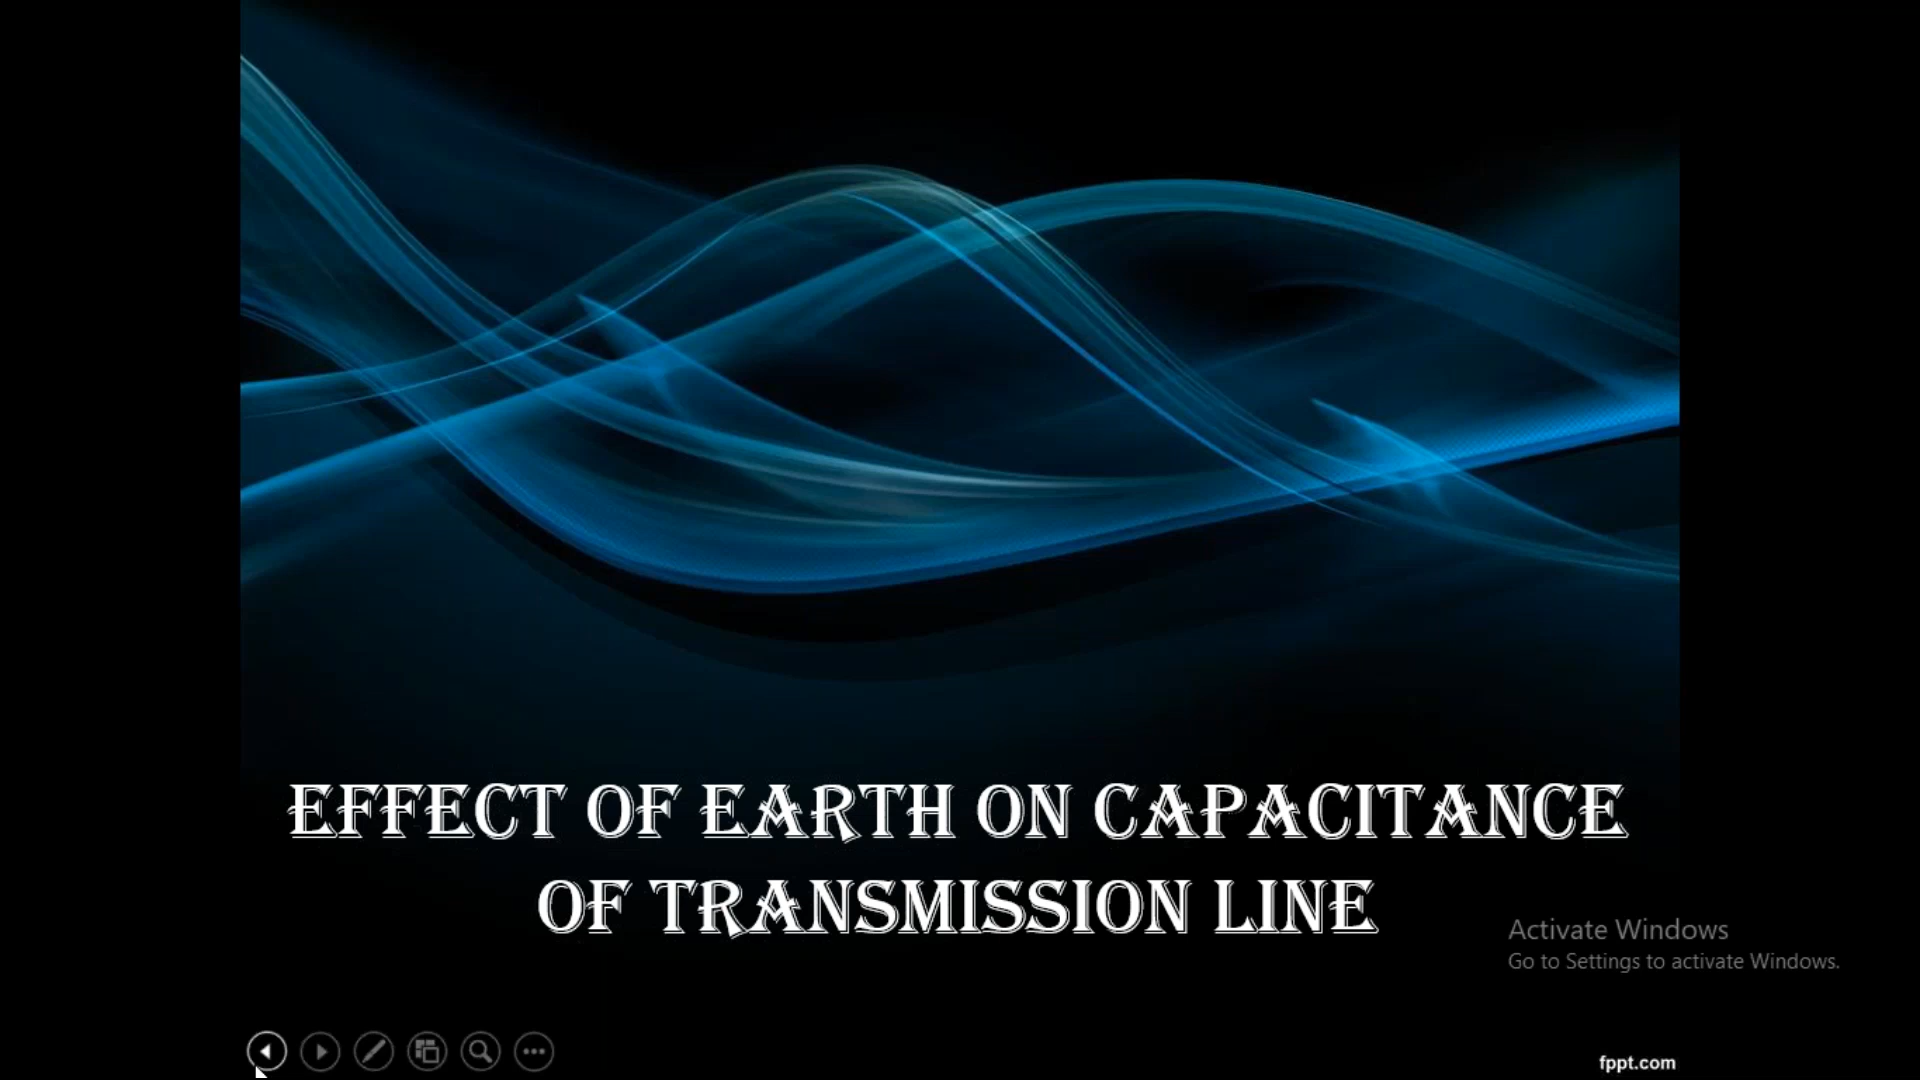 EFFECT OF EARTH ON CAPACITANCE
OF TRANSMISSION LINE
Activate Windows
Go to Settings to activate Windows.
fppt.com